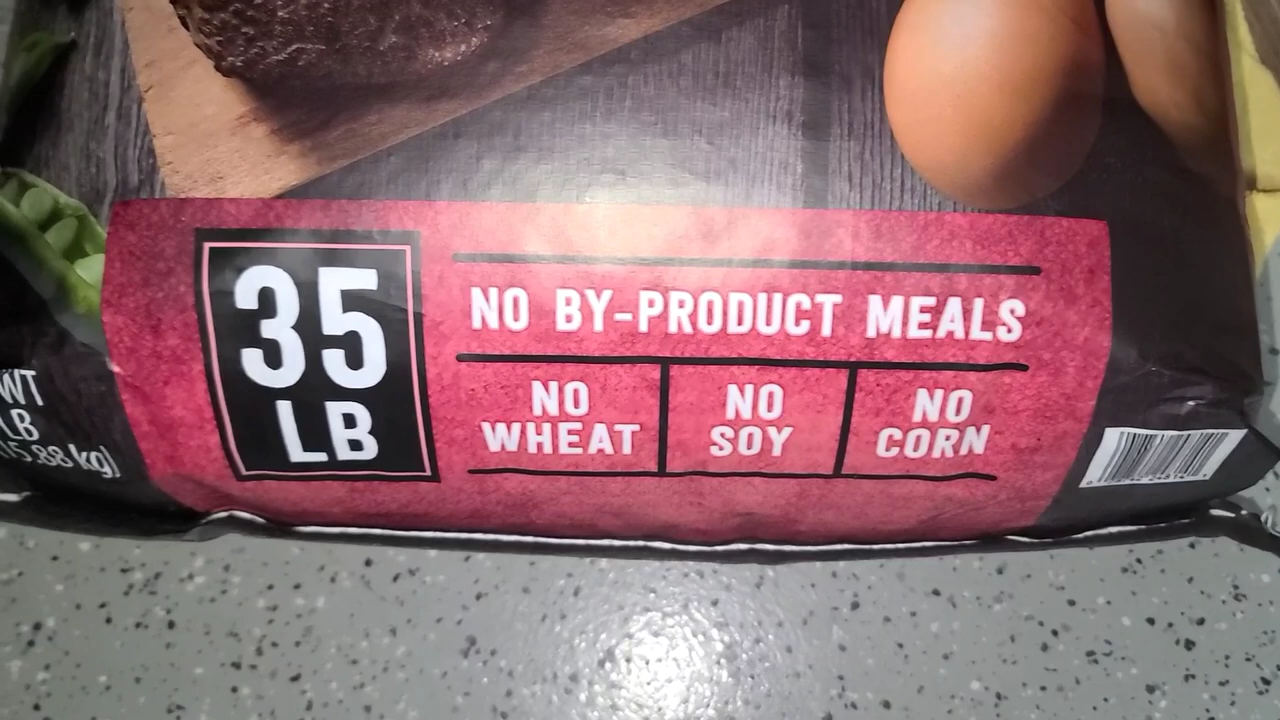 WT
LB
(15.88 kg)
35
LB
NO BY-PRODUCT MEALS
NO
WHEAT
NO
SOY
NO
CORN